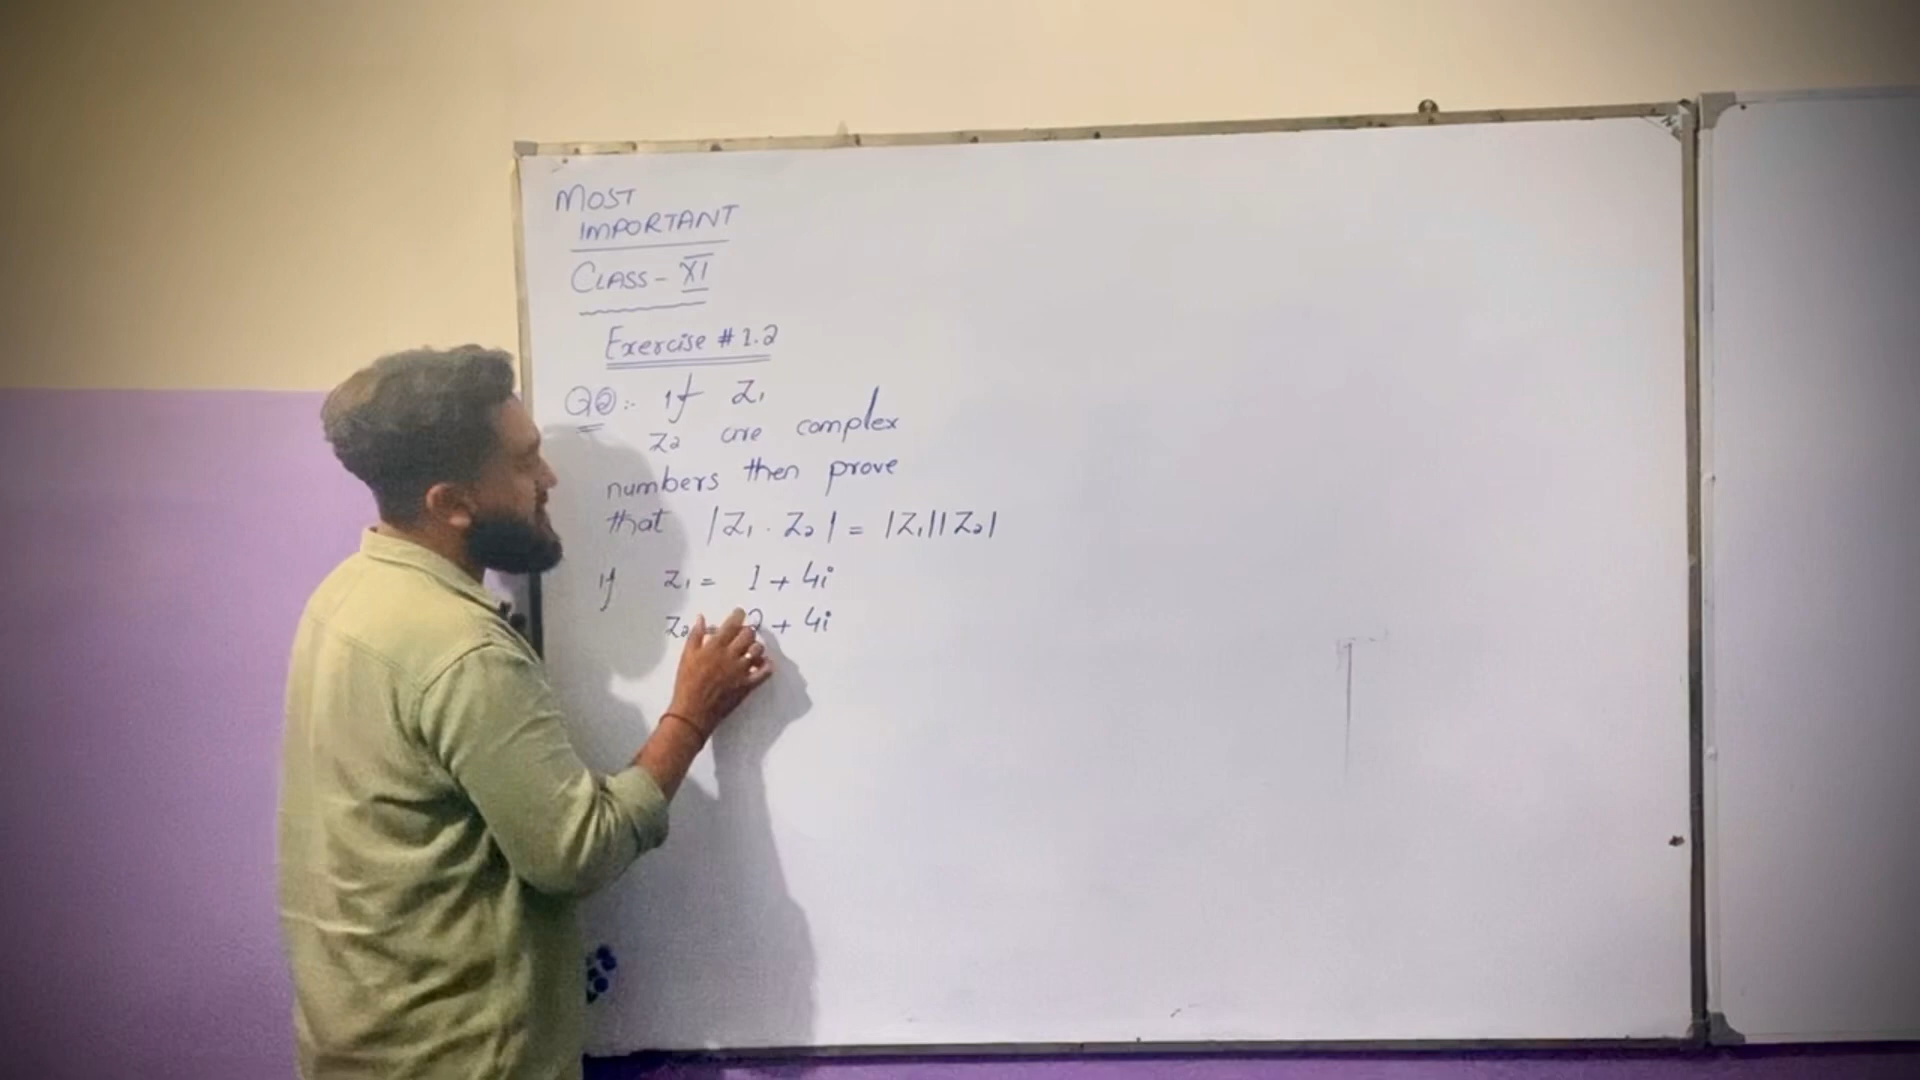 MOST
IMPORTANT
CLASS - XI
Exercise # 1.2
Q2:- if Z₁
Z₂ are complex
numbers then prove
that |Z₁ . Z₂| = |Z₁||Z₂|
if Z₁ = 1 + 4i
Z₂ = 2 + 4i